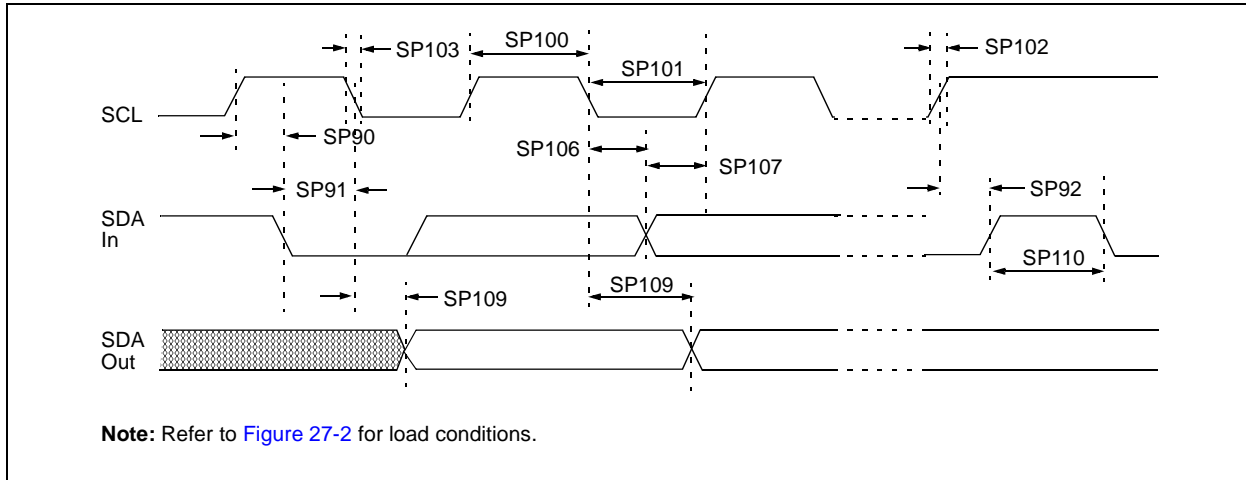 SP103
SP100
SP102
SP101
SCL
SP90
SP106
SP107
SP91
SP92
SDA
In
SP110
SP109
SP109
SDA
Out
Note: Refer to Figure 27-2 for load conditions.